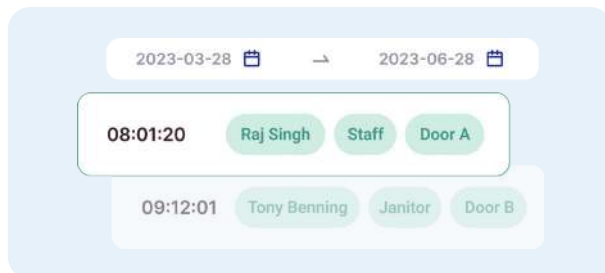 2023-03-28 → 2023-06-28
08:01:20 Raj Singh Staff Door A
09:12:01 Tony Benning Janitor Door B